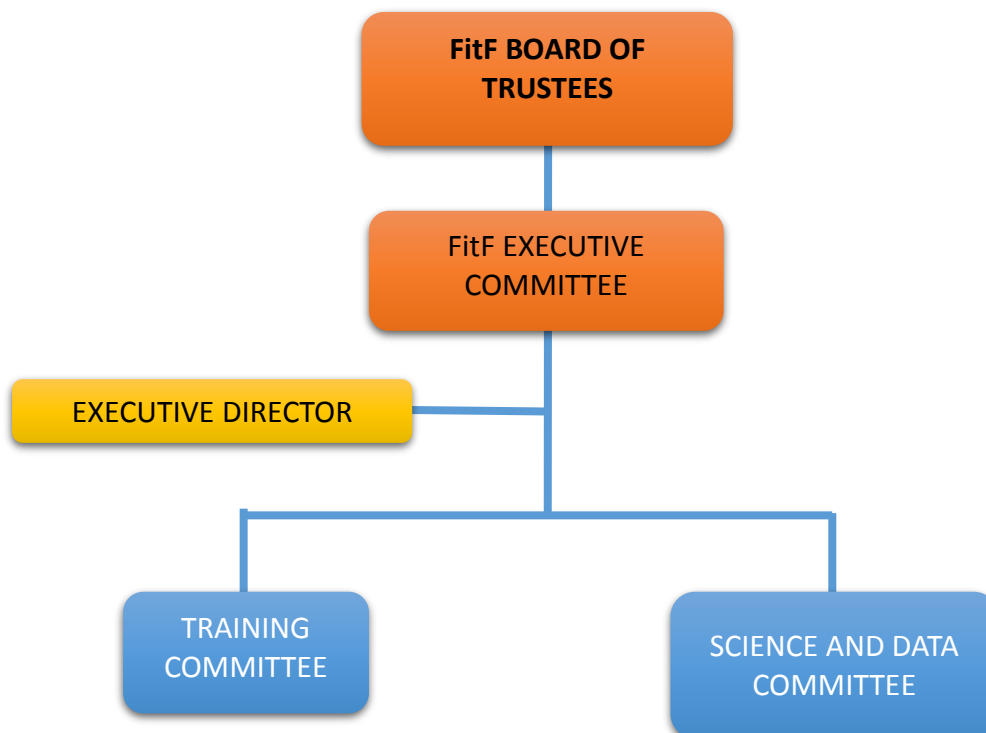 FitF BOARD OF
TRUSTEES
FitF EXECUTIVE
COMMITTEE
EXECUTIVE DIRECTOR
TRAINING
COMMITTEE
SCIENCE AND DATA
COMMITTEE